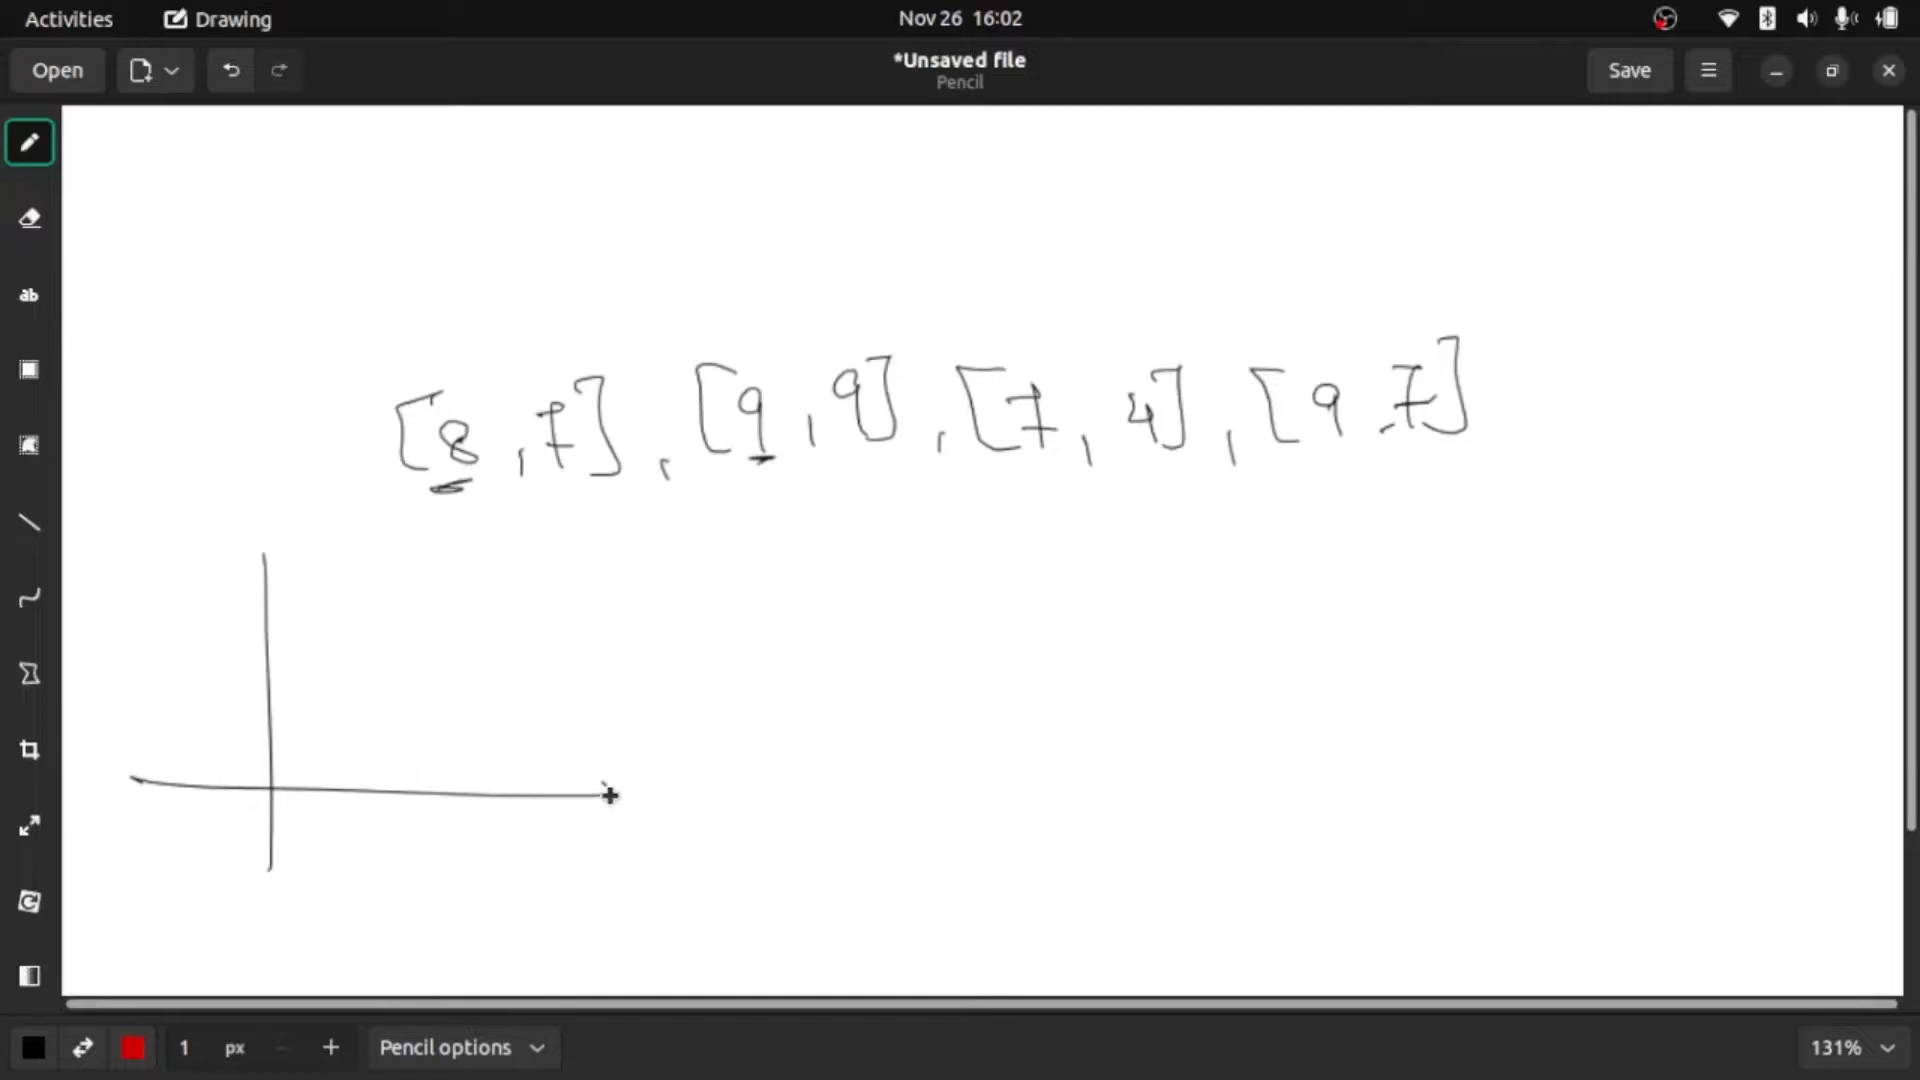 Activities Drawing Nov 26 16:02
Open *Unsaved file Save
Pencil
ab
[8,7], [9,9], [7,4], [9,7]
1 px Pencil options 131%